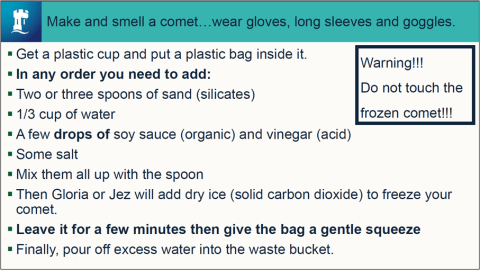 Make and smell a comet…wear gloves, long sleeves and goggles.
Get a plastic cup and put a plastic bag inside it.
In any order you need to add:
Two or three spoons of sand (silicates)
1/3 cup of water
A few drops of soy sauce (organic) and vinegar (acid)
Some salt
Mix them all up with the spoon
Then Gloria or Jez will add dry ice (solid carbon dioxide) to freeze your
comet.
Leave it for a few minutes then give the bag a gentle squeeze
Finally, pour off excess water into the waste bucket.
Warning!!!
Do not touch the
frozen comet!!!